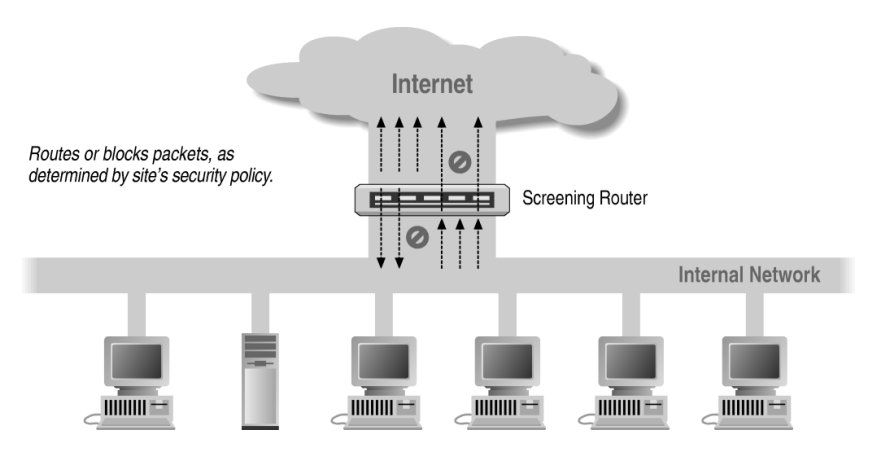 Internet
Routes or blocks packets, as
determined by site's security policy.
Screening Router
Internal Network